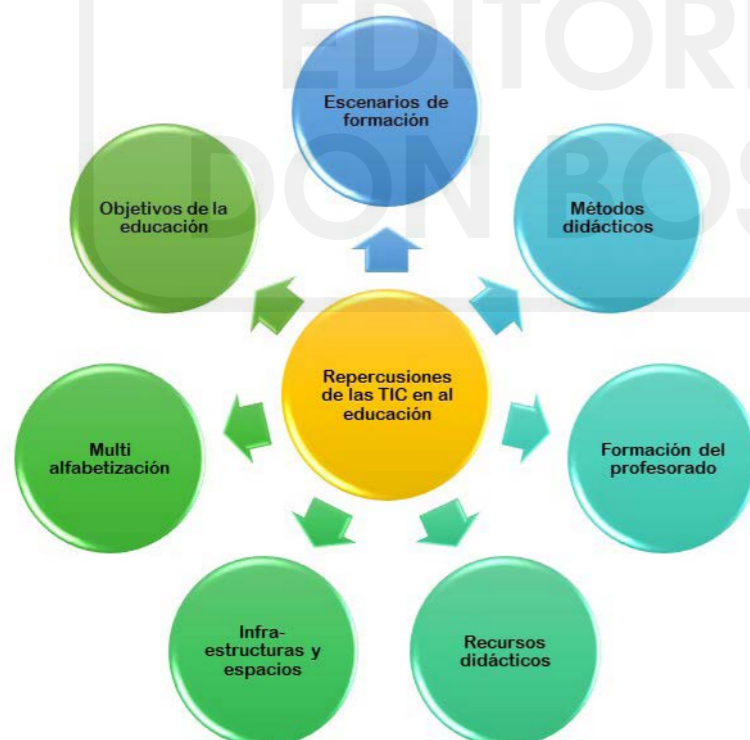 EDITOR
DON BOS
Escenarios de
formación
Objetivos de la
educación
Métodos
didácticos
Repercusiones
de las TIC en al
educación
Multi
alfabetización
Formación del
profesorado
Infra-
estructuras y
espacios
Recursos
didácticos